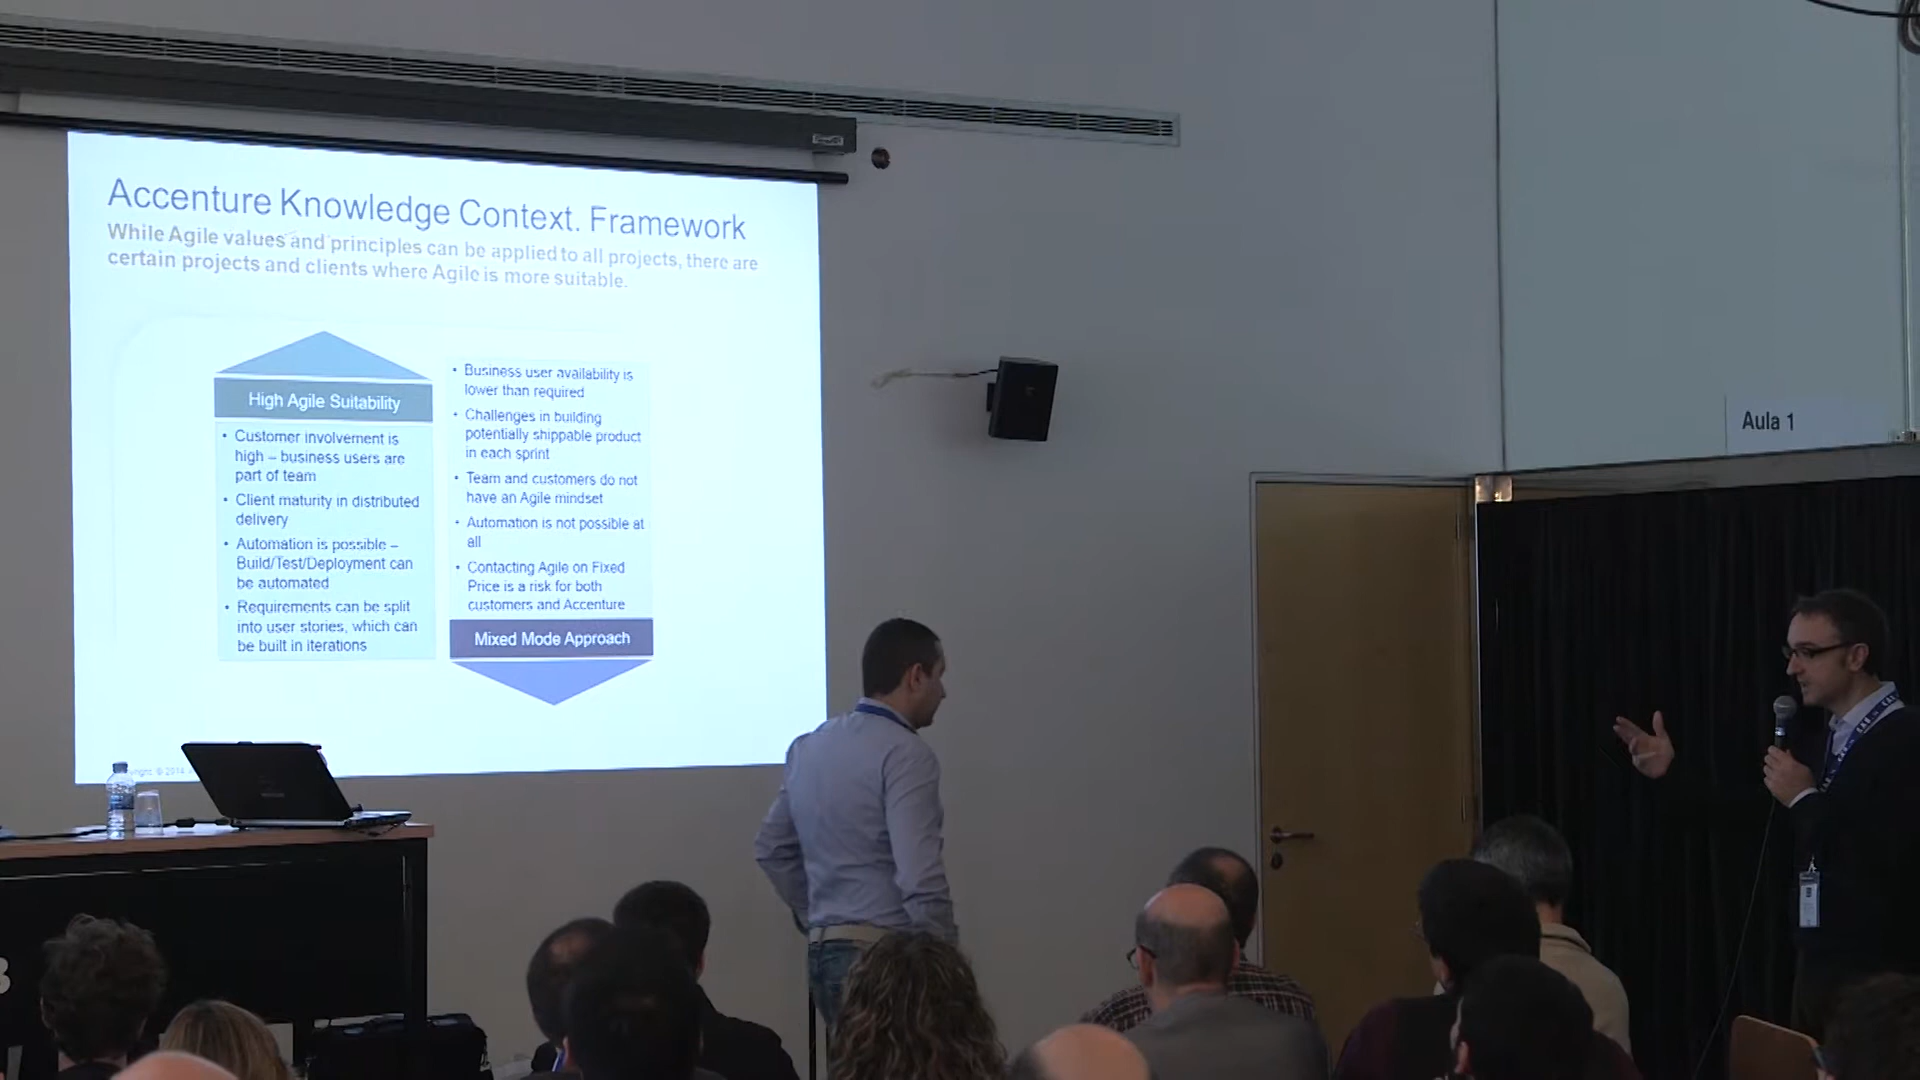 Accenture Knowledge Context. Framework
While Agile values and principles can be applied to all projects, there are
certain projects and clients where Agile is more suitable.
High Agile Suitability
• Customer involvement is
high – business users are
part of team
• Client maturity in distributed
delivery
• Automation is possible –
Build/Test/Deployment can
be automated
• Requirements can be split
into user stories, which can
be built in iterations
• Business user availability is
lower than required
• Challenges in building
potentially shippable product
in each sprint
• Team and customers do not
have an Agile mindset
• Automation is not possible at
all
• Contacting Agile on Fixed
Price is a risk for both
customers and Accenture
Mixed Mode Approach
© 2014
Aula 1